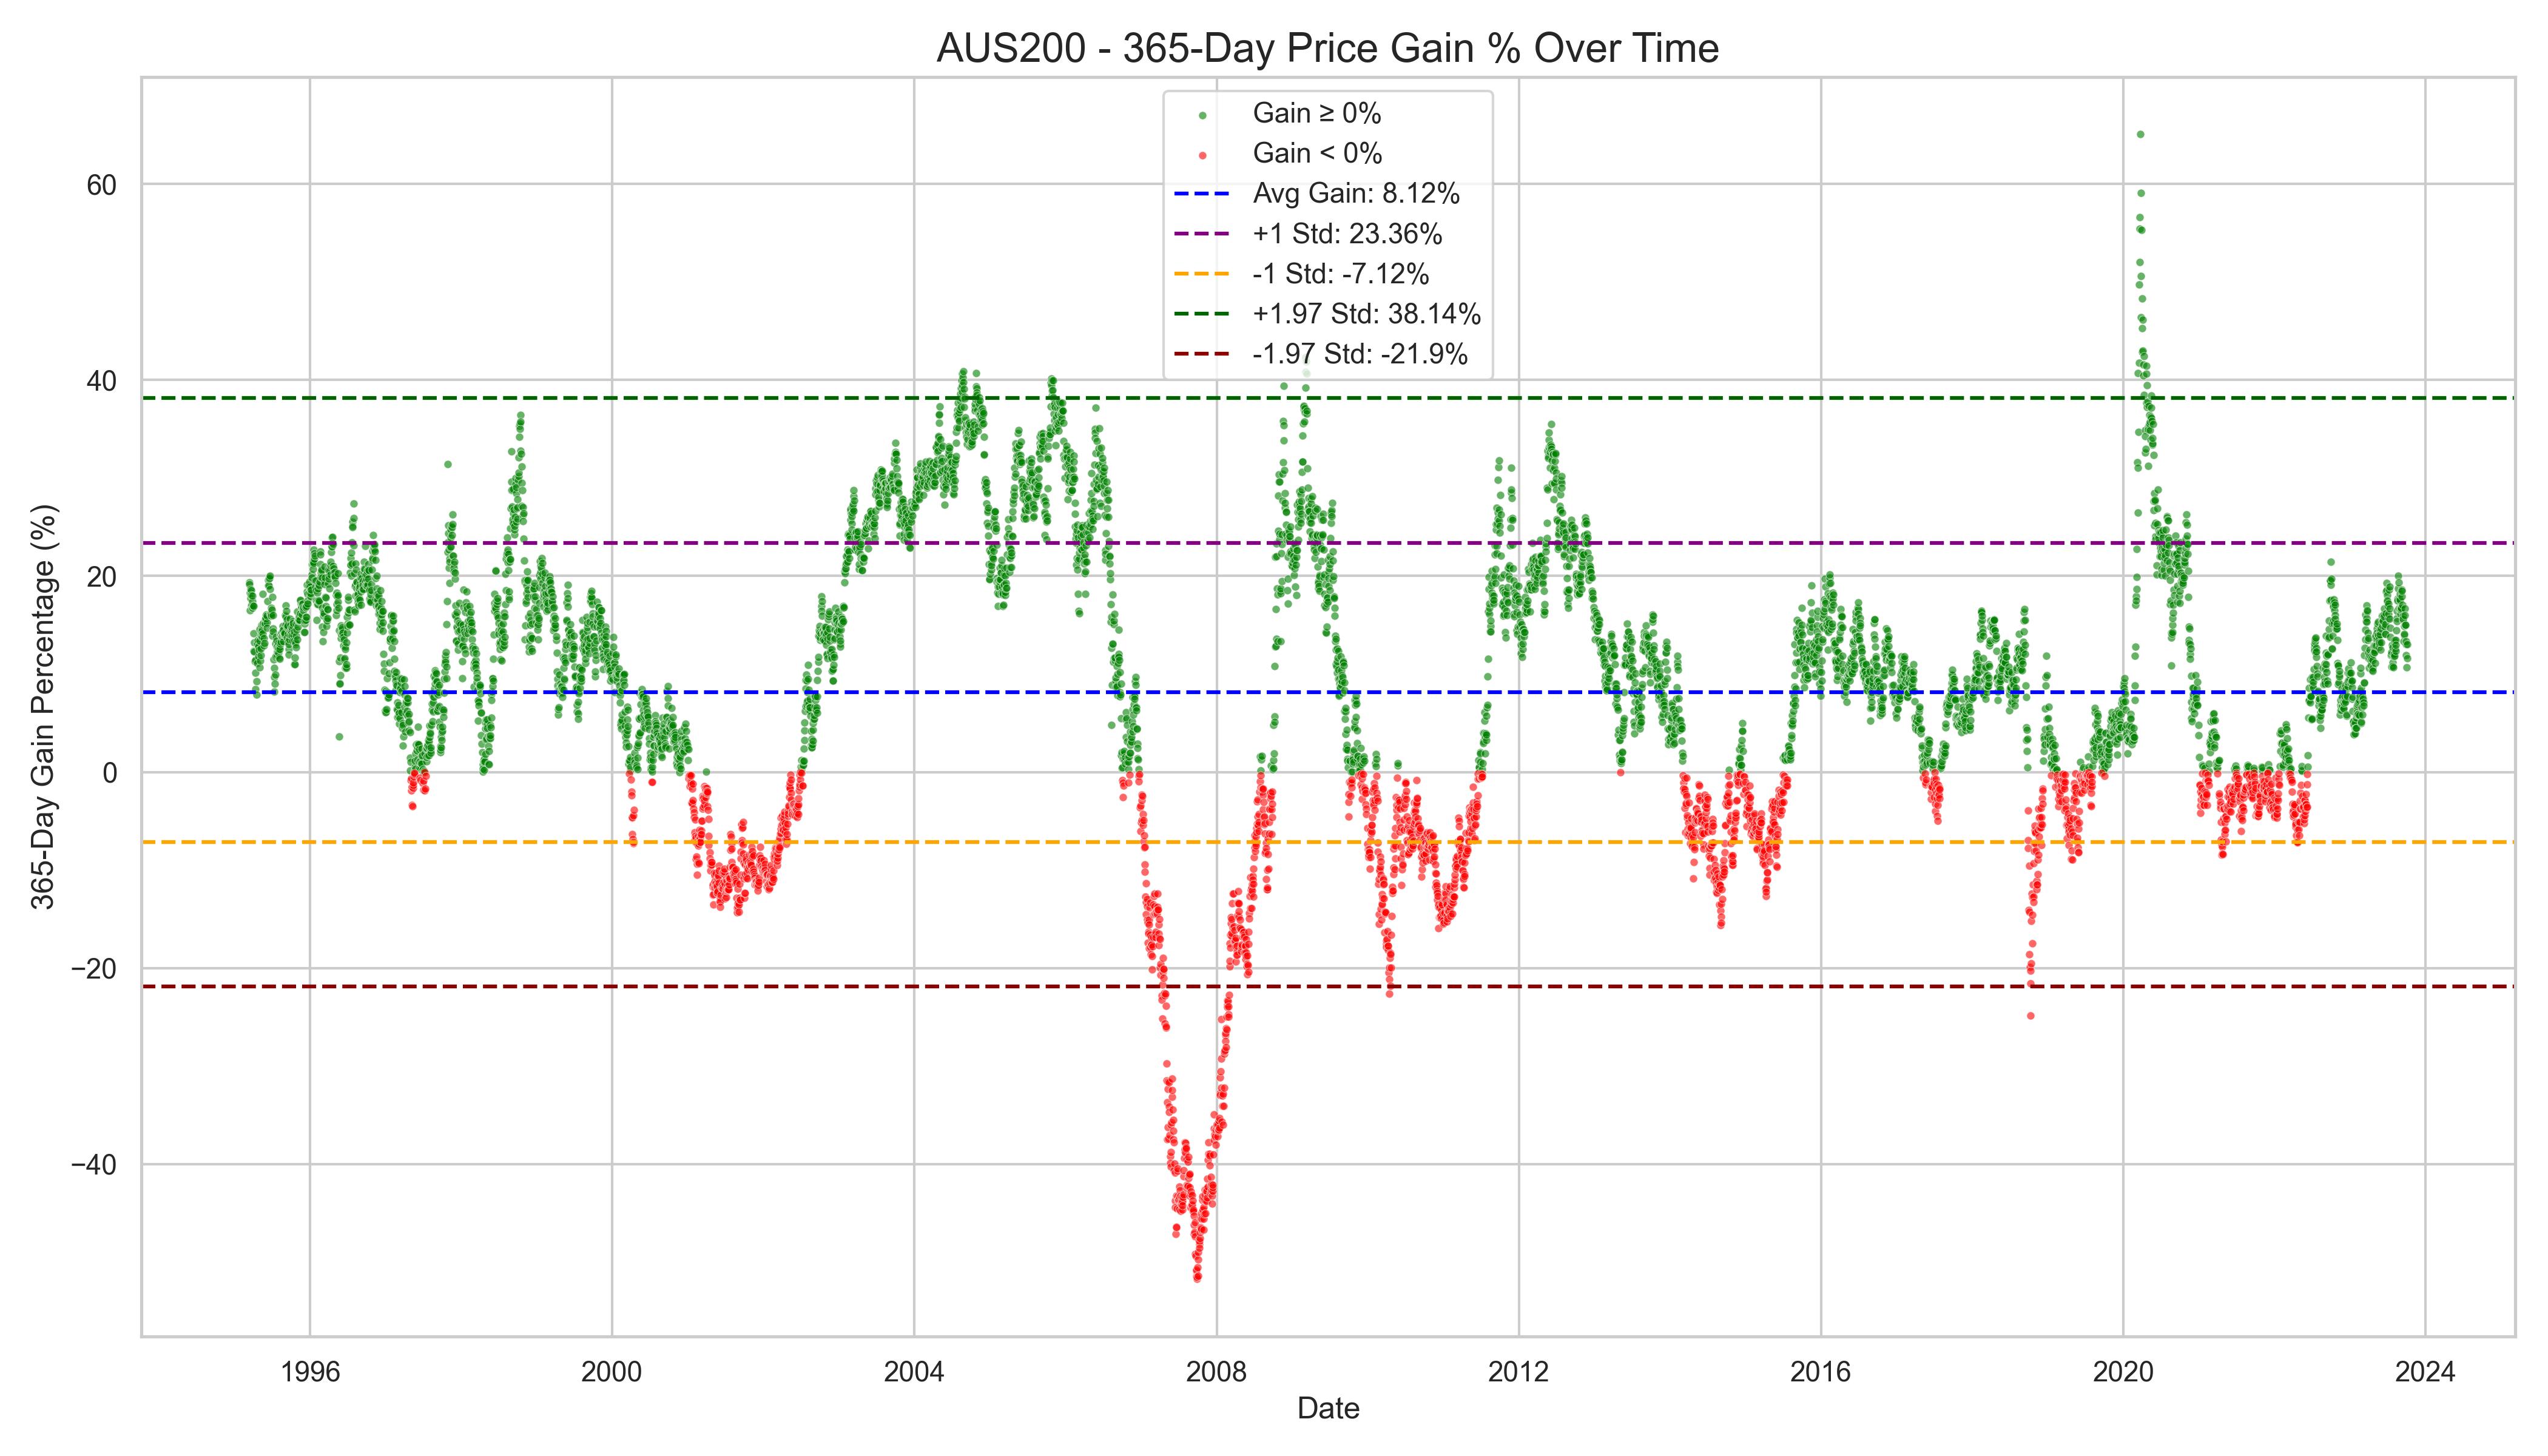 AUS200 - 365-Day Price Gain % Over Time
Gain ≥ 0%
Gain < 0%
Avg Gain: 8.12%
+1 Std: 23.36%
-1 Std: -7.12%
+1.97 Std: 38.14%
-1.97 Std: -21.9%
365-Day Gain Percentage (%)
60
40
20
0
−20
−40
1996 2000 2004 2008 2012 2016 2020 2024
Date